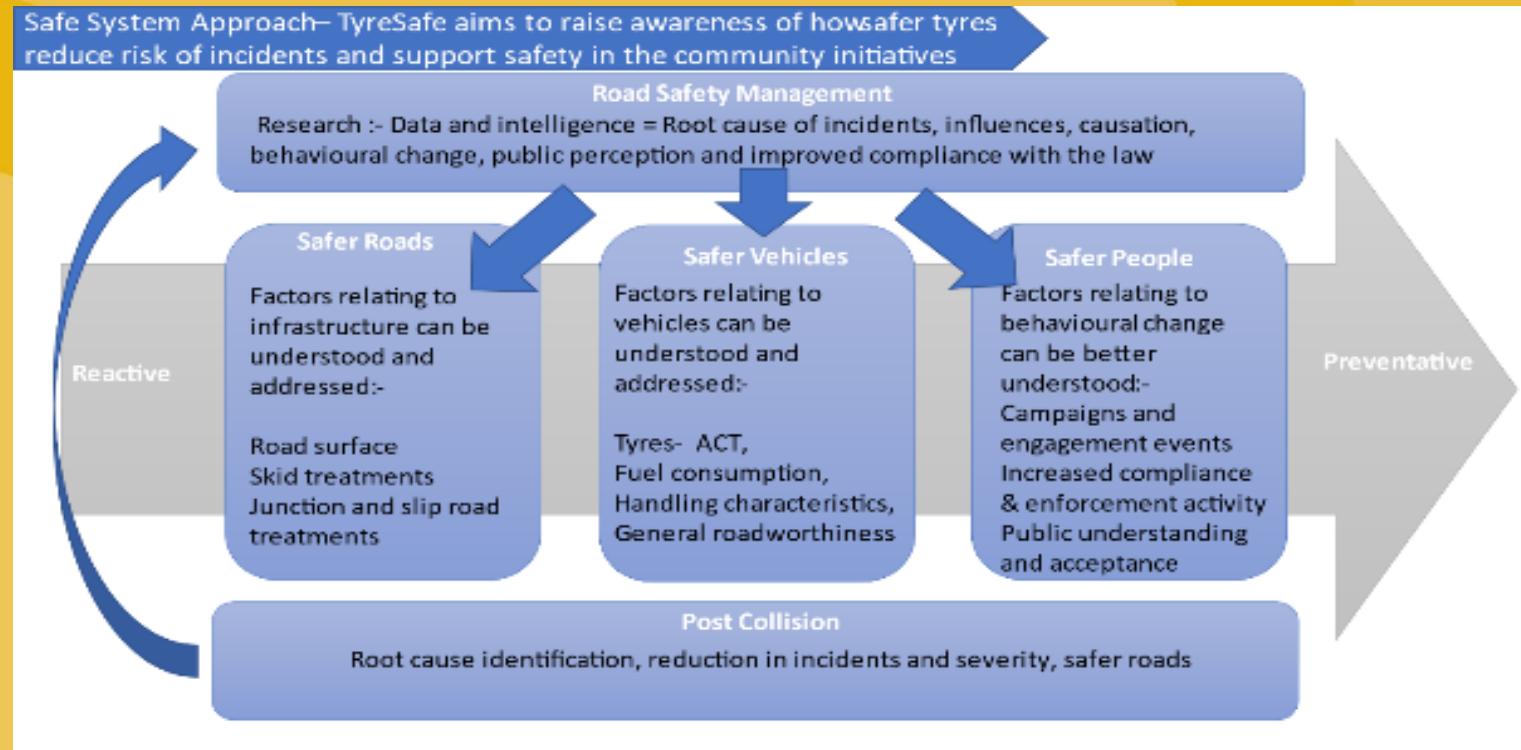 Safe System Approach– TyreSafe aims to raise awareness of howsafer tyres
reduce risk of incidents and support safety in the community initiatives
Road Safety Management
Research :- Data and intelligence = Root cause of incidents, influences, causation,
behavioural change, public perception and improved compliance with the law
Reactive
Safer Roads
Factors relating to
infrastructure can be
understood and
addressed:-
Road surface
Skid treatments
Junction and slip road
treatments
Safer Vehicles
Factors relating to
vehicles can be
understood and
addressed:-
Tyres- ACT,
Fuel consumption,
Handling characteristics,
General roadworthiness
Safer People
Factors relating to
behavioural change
can be better
understood:-
Campaigns and
engagement events
Increased compliance
& enforcement activity
Public understanding
and acceptance
Preventative
Post Collision
Root cause identification, reduction in incidents and severity, safer roads